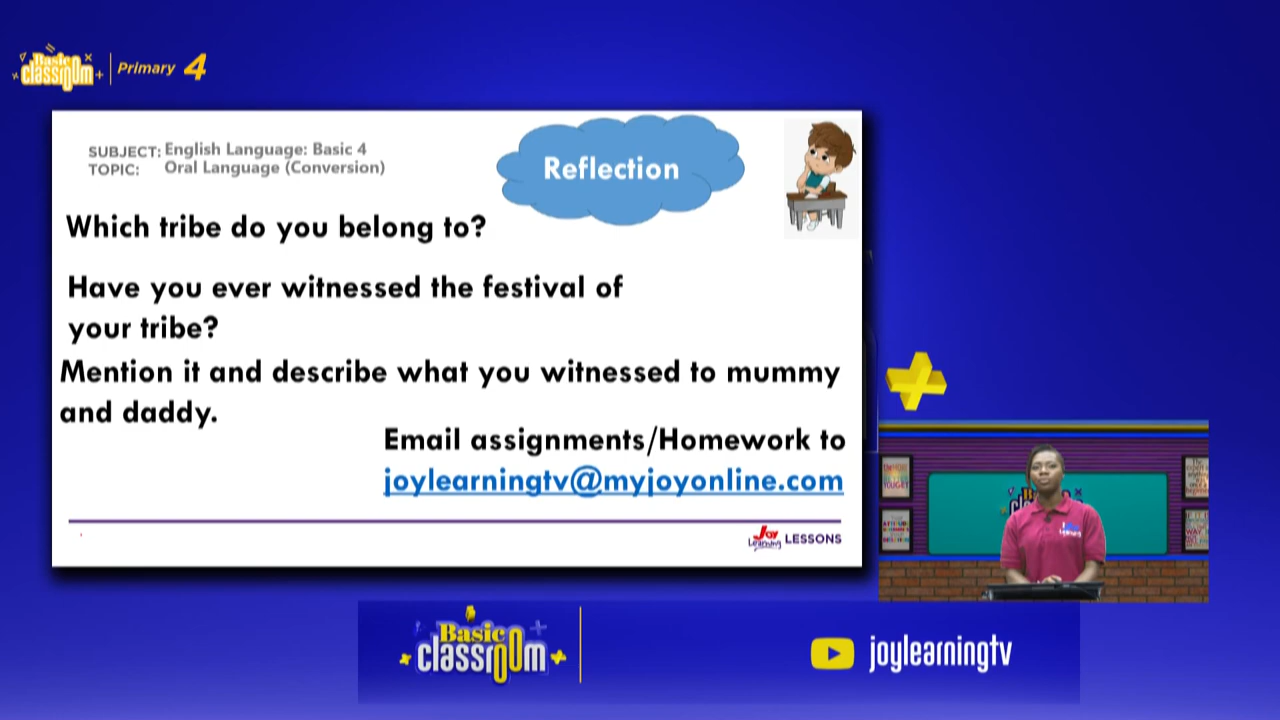 Basic
classroom
Primary 4
SUBJECT: English Language: Basic 4
TOPIC: Oral Language (Conversion)
Reflection
Which tribe do you belong to?
Have you ever witnessed the festival of
your tribe?
Mention it and describe what you witnessed to mummy
and daddy.
Email assignments/Homework to
joylearningtv@myjoyonline.com
Joy
Learning
LESSONS
Basic
classroom
joylearningtv